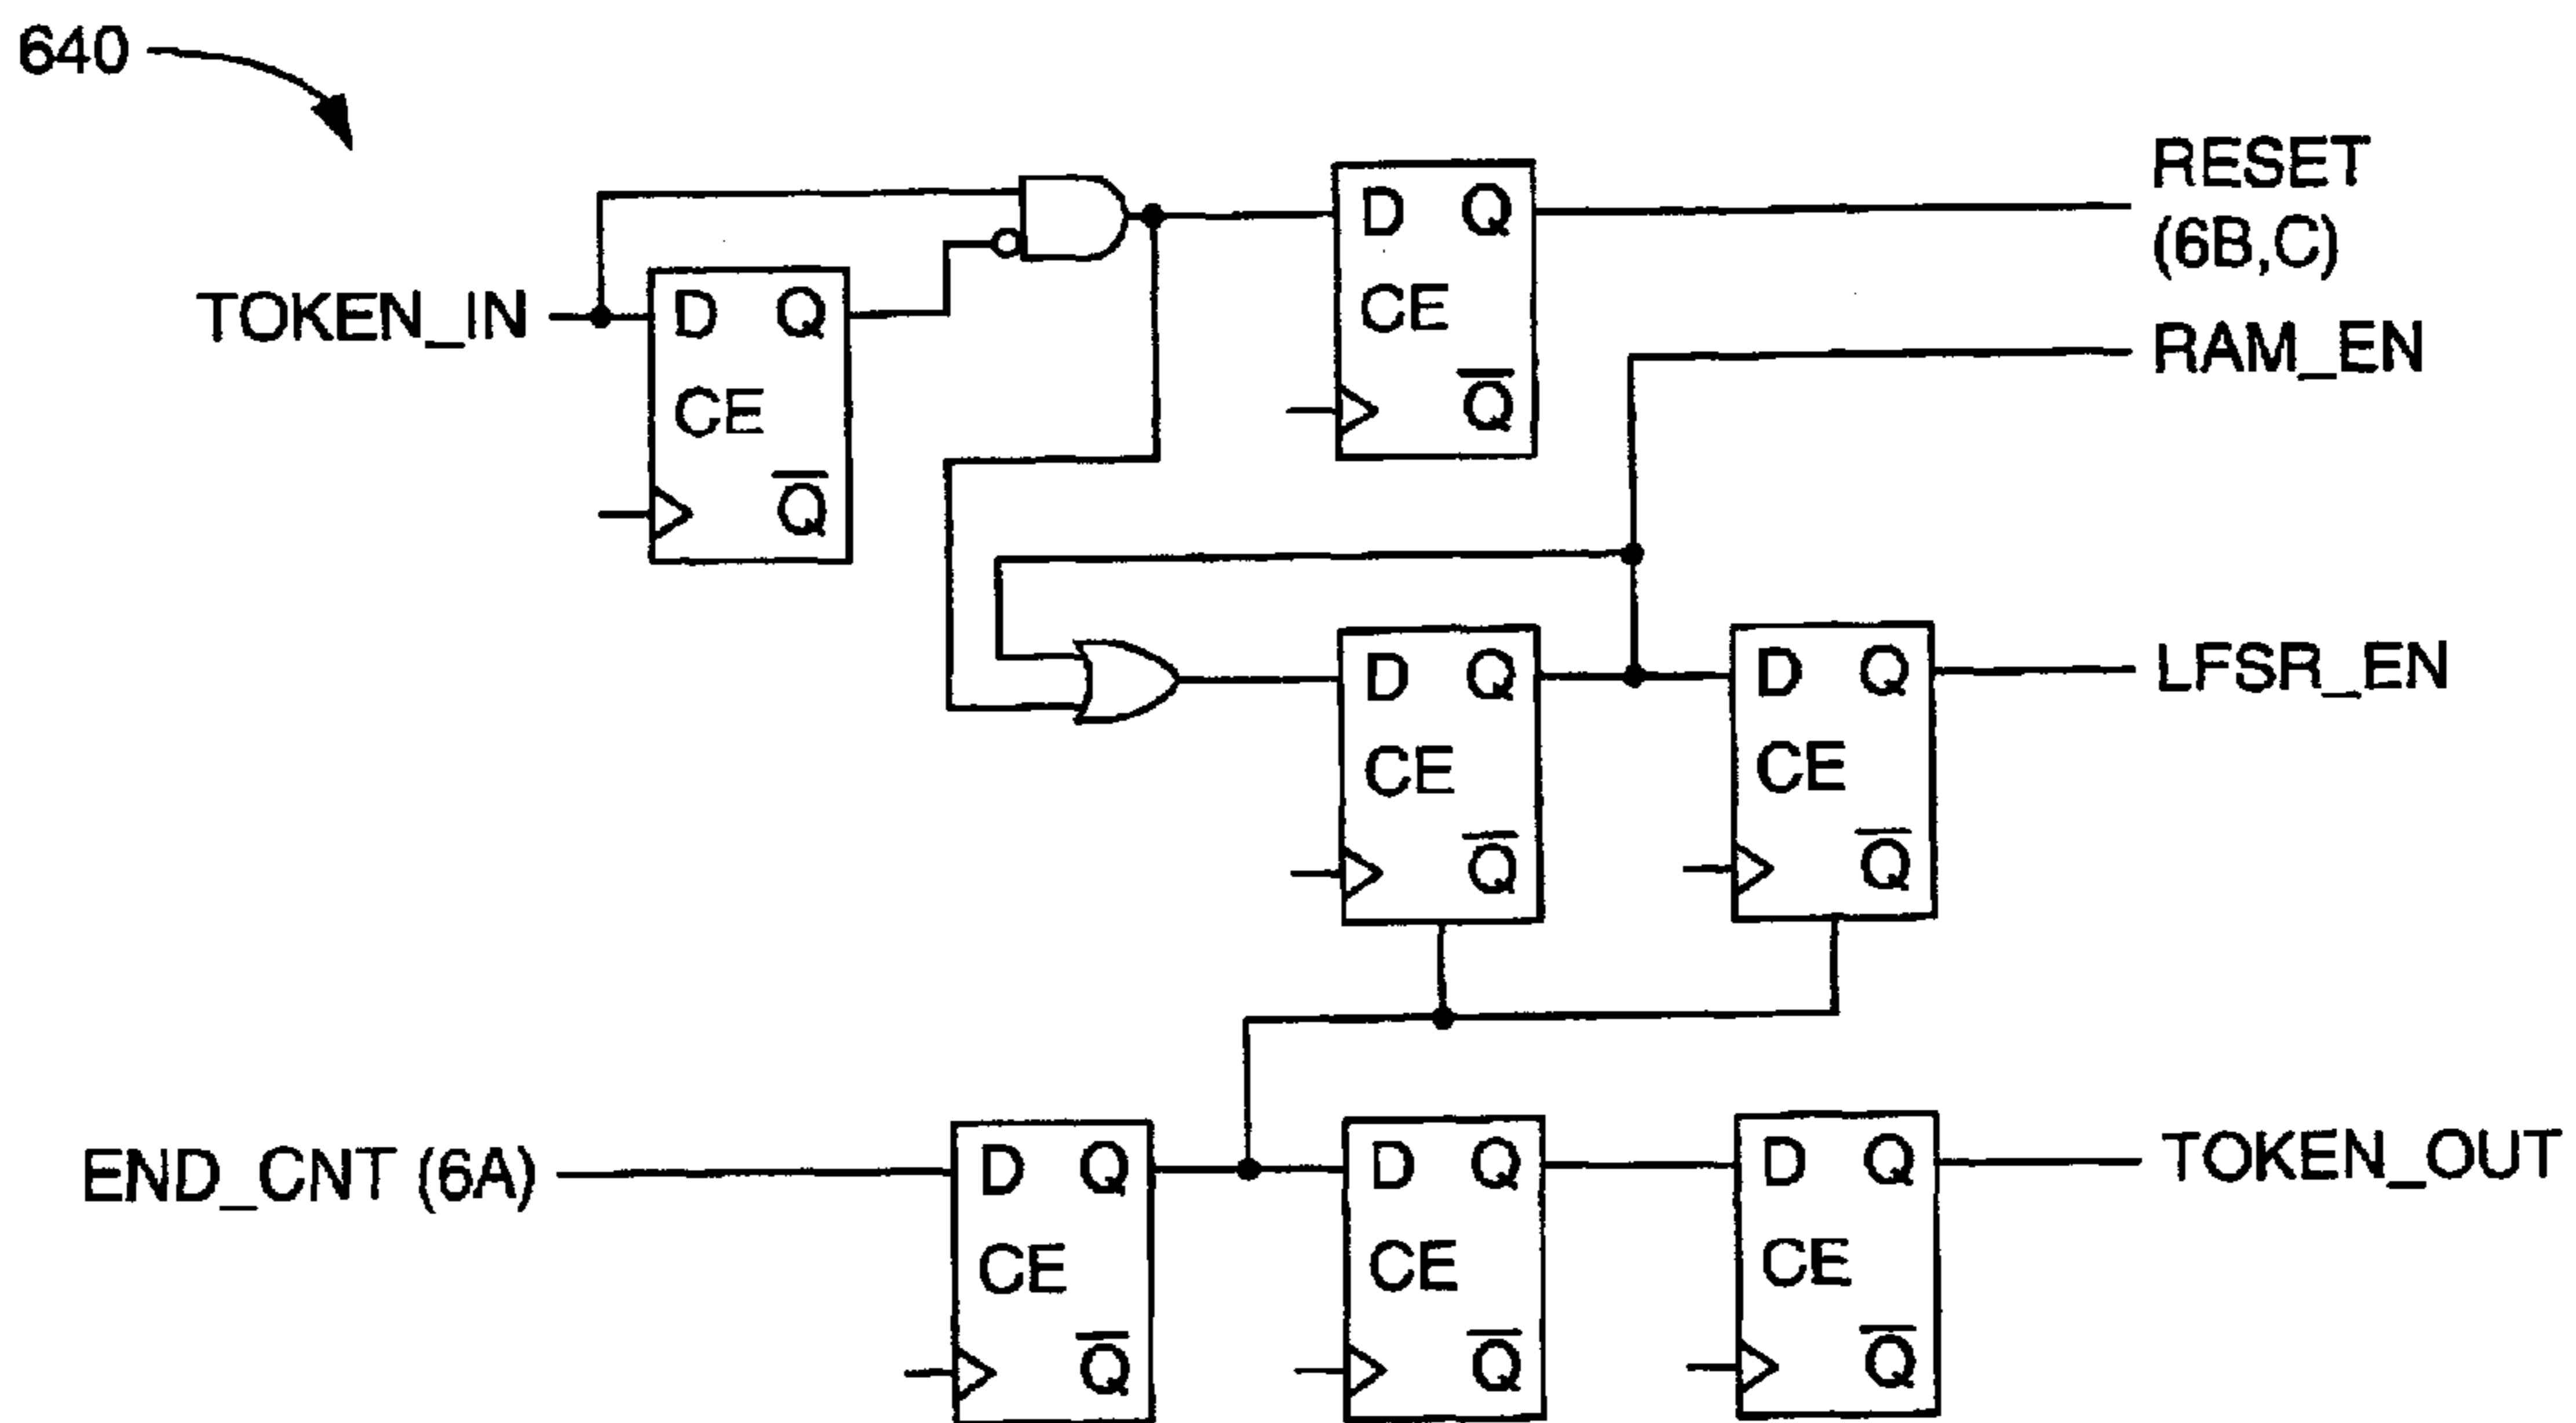 640
RESET
(6B,C)
D Q
CE
Q̅
RAM_EN
TOKEN_IN
D Q
CE
Q̅
D Q
CE
Q̅
D Q
CE
Q̅
LFSR_EN
END_CNT (6A)
D Q
CE
Q̅
D Q
CE
Q̅
D Q
CE
Q̅
TOKEN_OUT